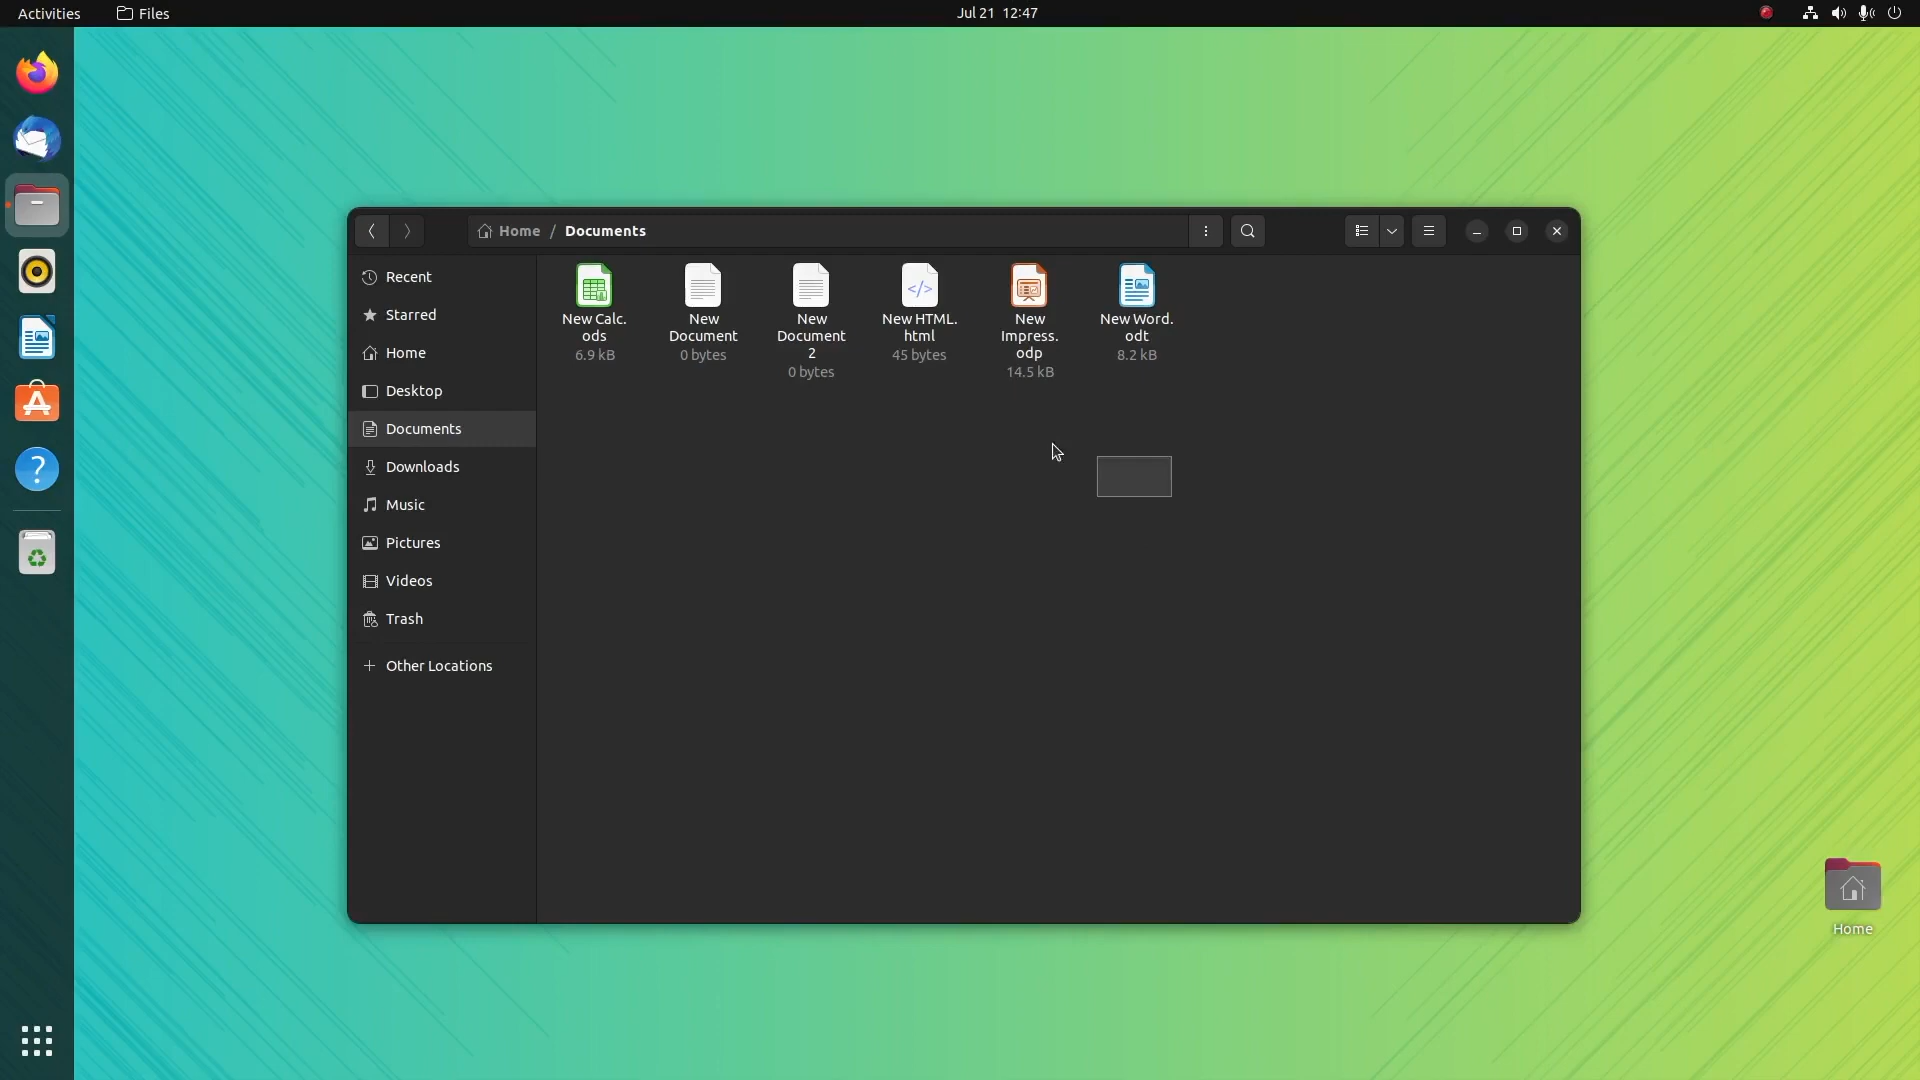 Activities
Files
Jul 21 12:47
Home / Documents
Recent
Starred
Home
Desktop
Documents
Downloads
Music
Pictures
Videos
Trash
Other Locations
New Calc.
ods
6.9 kB
New
Document
0 bytes
New
Document
2
0 bytes
New HTML.
html
45 bytes
New
Impress.
odp
14.5 kB
New Word.
odt
8.2 kB
Home